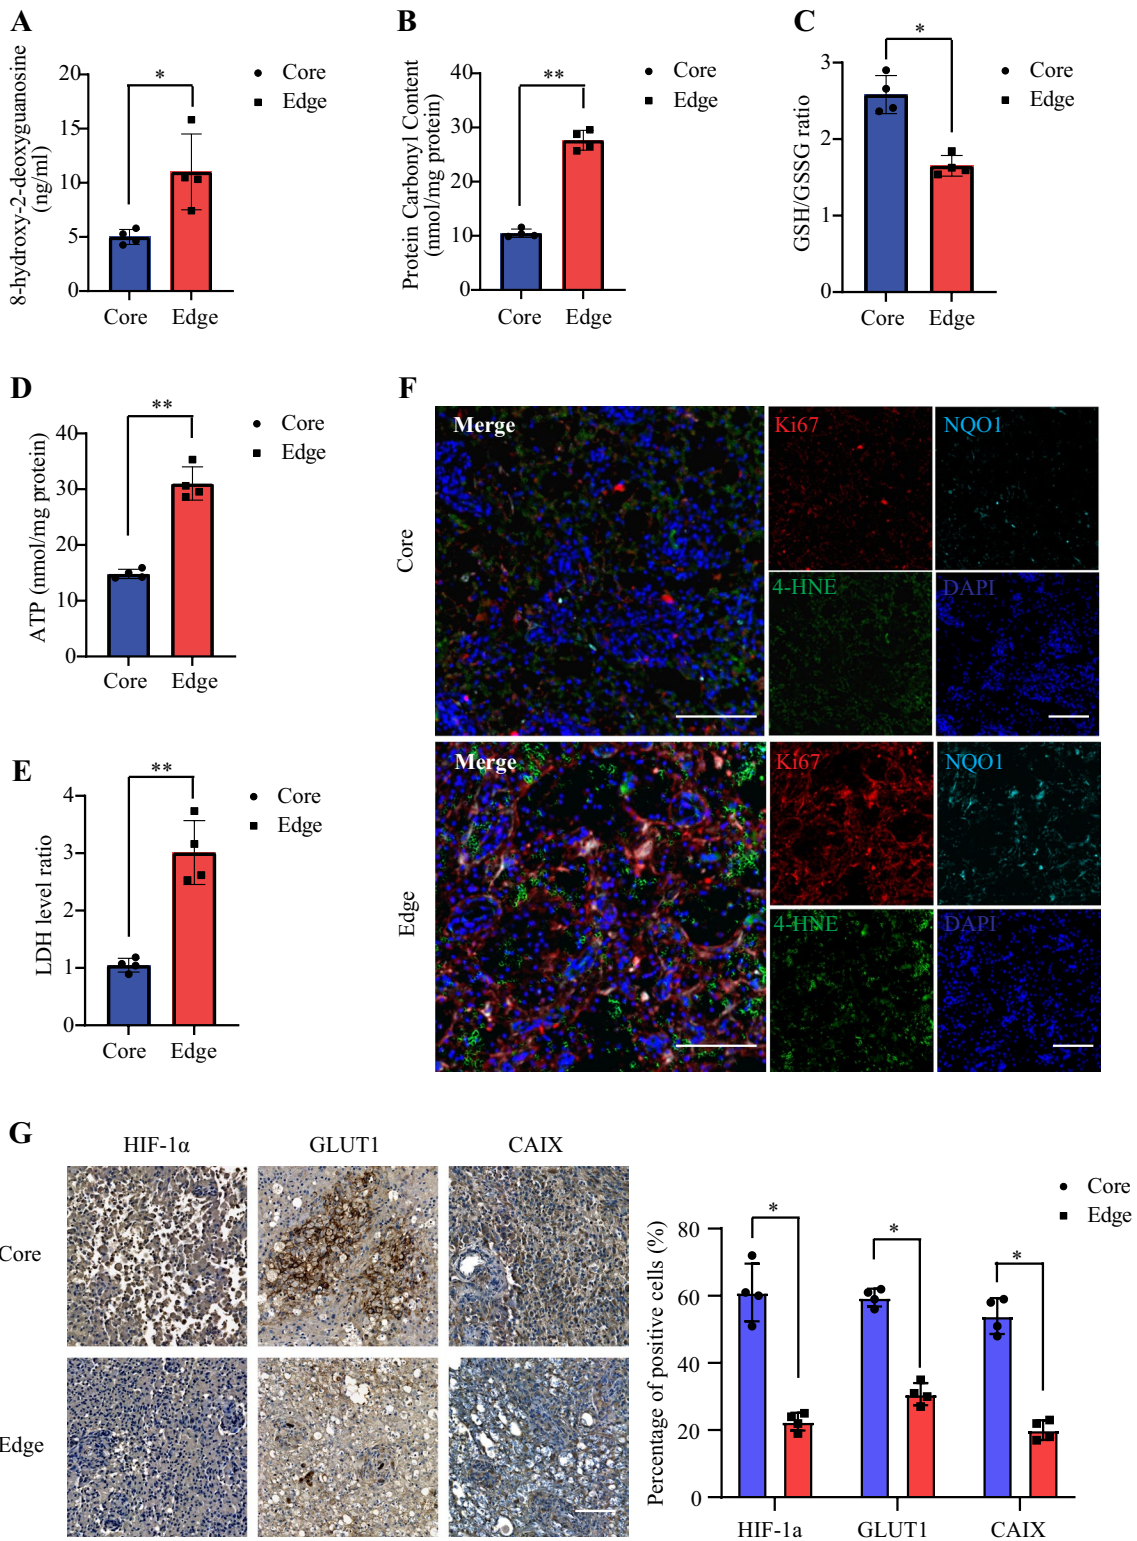 A
8-hydroxy-2-deoxyguanosine
(ng/ml)
20
15
10
5
0
*
Core
Edge
Core
Edge
B
Protein Carbonyl Content
(nmol/mg protein)
40
30
20
10
0
**
Core
Edge
Core
Edge
C
GSH/GSSG ratio
3
2
1
0
*
Core
Edge
Core
Edge
D
ATP (nmol/mg protein)
40
30
20
10
0
**
Core
Edge
Core
Edge
E
LDH level ratio
4
3
2
1
0
**
Core
Edge
Core
Edge
F
Core
Merge
Ki67
NQO1
4-HNE
DAPI
Edge
Merge
Ki67
NQO1
4-HNE
DAPI
G
HIF-1α
GLUT1
CAIX
Core
Edge
Percentage of positive cells (%)
80
60
40
20
0
*
*
*
Core
Edge
HIF-1a
GLUT1
CAIX